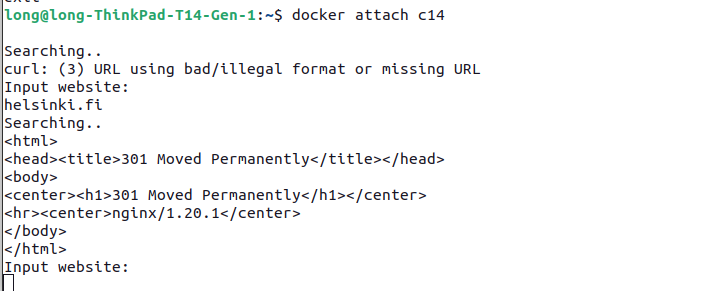 long@long-ThinkPad-T14-Gen-1:~$ docker attach c14
Searching..
curl: (3) URL using bad/illegal format or missing URL
Input website:
helsinki.fi
Searching..
<html>
<head><title>301 Moved Permanently</title></head>
<body>
<center><h1>301 Moved Permanently</h1></center>
<hr><center>nginx/1.20.1</center>
</body>
</html>
Input website: